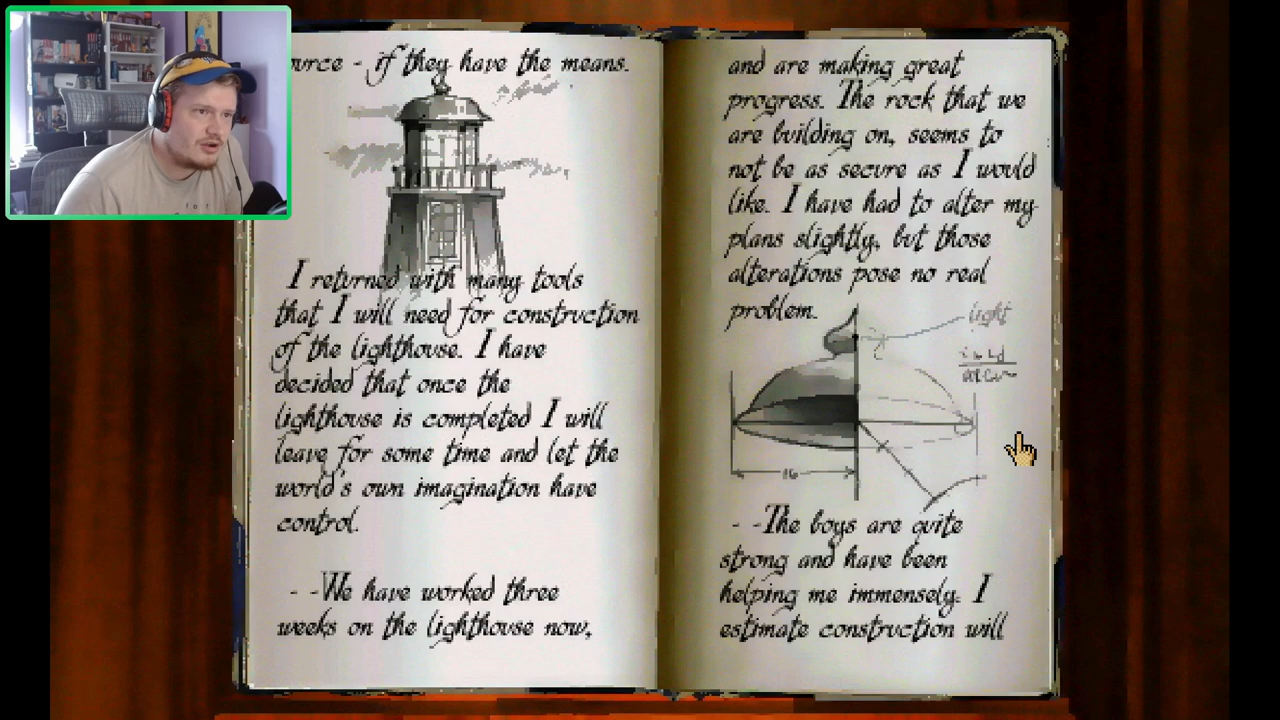 ource - if they have the means.
I returned with many tools
that I will need for construction
of the lighthouse. I have
decided that once the
lighthouse is completed I will
leave for some time and let the
world's own imagination have
control.
- -We have worked three
weeks on the lighthouse now,
and are making great
progress. The rock that we
are building on, seems to
not be as secure as I would
like. I have had to alter my
plans slightly, but those
alterations pose no real
problem.
light
16
- -The boys are quite
strong and have been
helping me immensely. I
estimate construction will